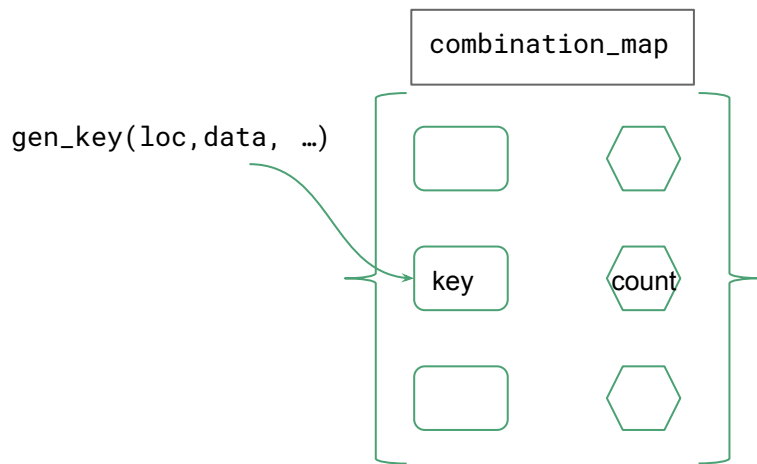 combination_map
gen_key(loc,data, …)
key
count